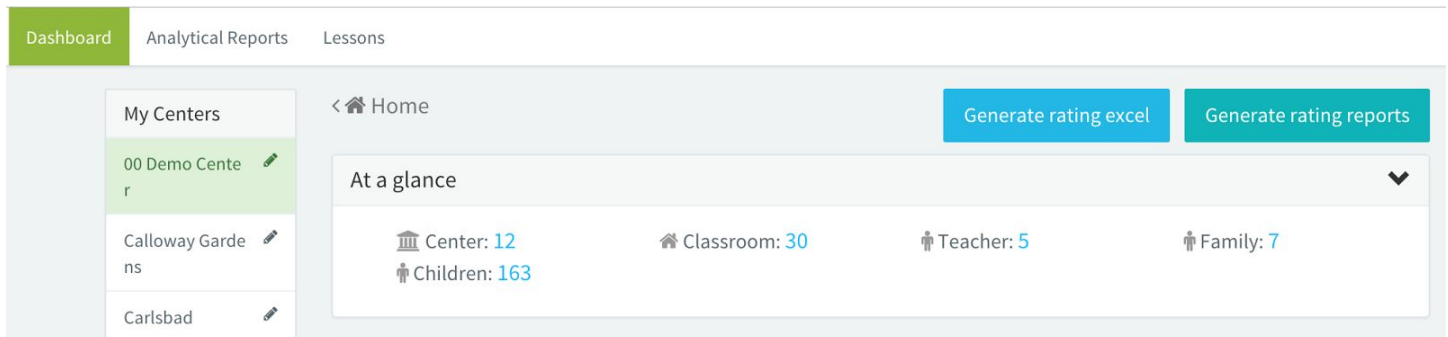 Dashboard Analytical Reports Lessons
My Centers
00 Demo Cente
r
Calloway Garde
ns
Carlsbad
< Home
Generate rating excel Generate rating reports
At a glance
Center: 12 Classroom: 30 Teacher: 5 Family: 7
Children: 163